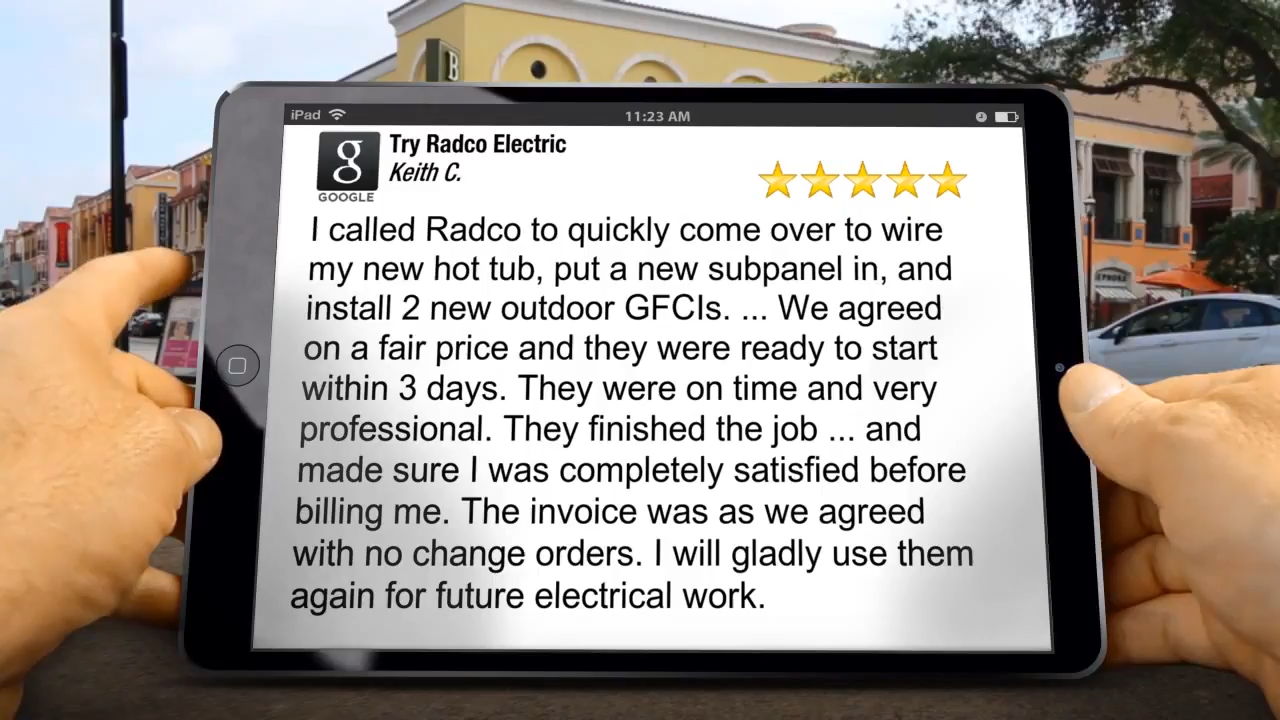 iPad 11:23 AM
Try Radco Electric
Keith C.
g
GOOGLE
I called Radco to quickly come over to wire
my new hot tub, put a new subpanel in, and
install 2 new outdoor GFCIs. ... We agreed
on a fair price and they were ready to start
within 3 days. They were on time and very
professional. They finished the job ... and
made sure I was completely satisfied before
billing me. The invoice was as we agreed
with no change orders. I will gladly use them
again for future electrical work.
B